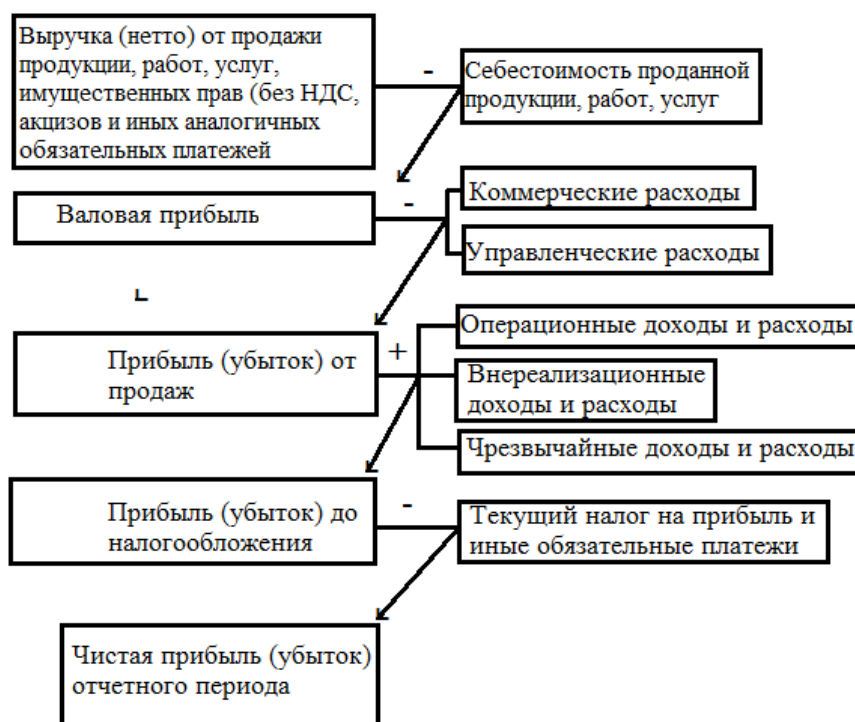 Выручка (нетто) от продажи
продукции, работ, услуг,
имущественных прав (без НДС,
акцизов и иных аналогичных
обязательных платежей
-
Себестоимость проданной
продукции, работ, услуг
Валовая прибыль
-
Коммерческие расходы
Управленческие расходы
Прибыль (убыток) от
продаж
+
Операционные доходы и расходы
Внереализационные
доходы и расходы
Чрезвычайные доходы и расходы
Прибыль (убыток) до
налогообложения
-
Текущий налог на прибыль и
иные обязательные платежи
Чистая прибыль (убыток)
отчетного периода